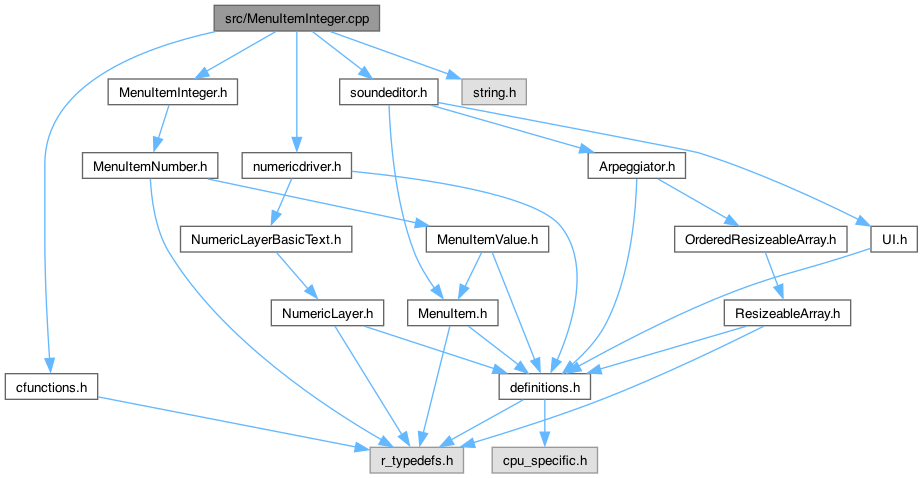 src/MenuItemInteger.cpp
MenuItemInteger.h
soundeditor.h
string.h
MenuItemNumber.h
numericdriver.h
Arpeggiator.h
NumericLayerBasicText.h
MenuItemValue.h
OrderedResizeableArray.h
UI.h
NumericLayer.h
MenuItem.h
ResizeableArray.h
cfunctions.h
definitions.h
r_typedefs.h
cpu_specific.h